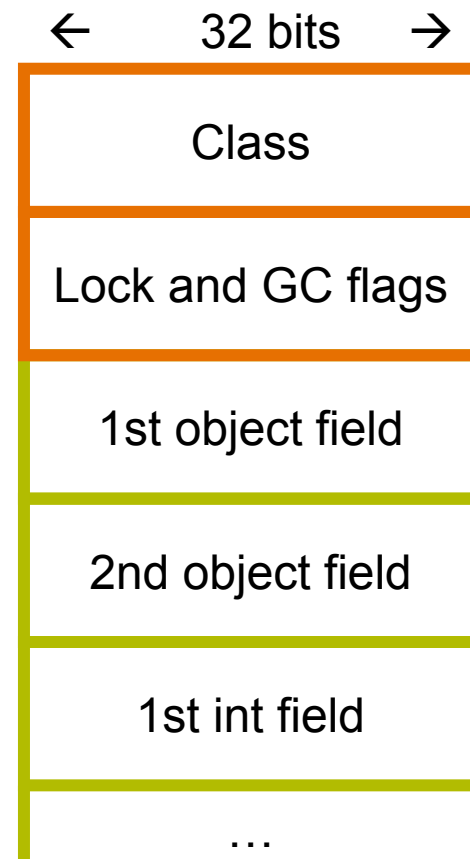 ← 32 bits →
Class
Lock and GC flags
1st object field
2nd object field
1st int field
…